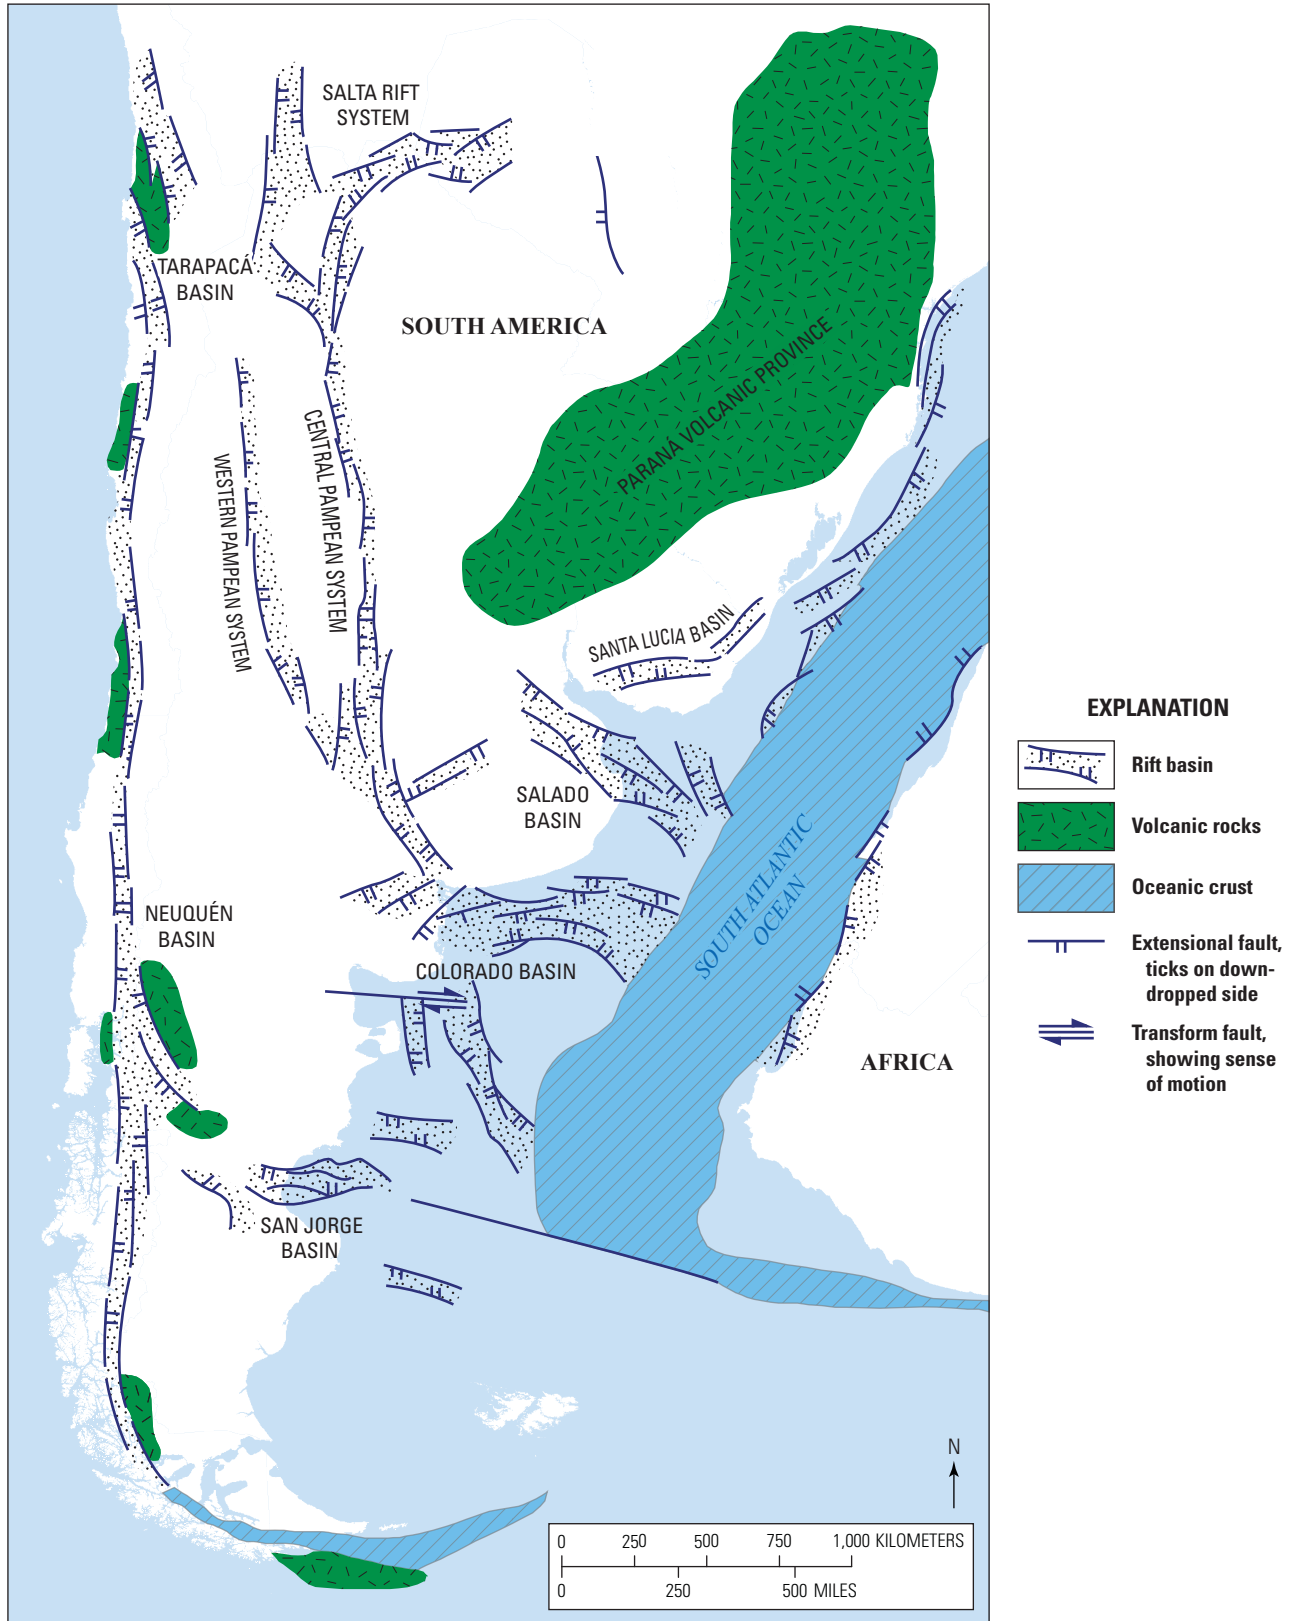 SALTA RIFT
SYSTEM
TARAPACÁ
BASIN
SOUTH AMERICA
PARANÁ VOLCANIC PROVINCE
CENTRAL PAMPEAN SYSTEM
WESTERN PAMPEAN SYSTEM
SANTA LUCIA BASIN
SALADO
BASIN
SOUTH ATLANTIC
OCEAN
NEUQUÉN
BASIN
COLORADO BASIN
AFRICA
SAN JORGE
BASIN
EXPLANATION
Rift basin
Volcanic rocks
Oceanic crust
Extensional fault,
ticks on down-
dropped side
Transform fault,
showing sense
of motion
N
0 250 500 750 1,000 KILOMETERS
0 250 500 MILES